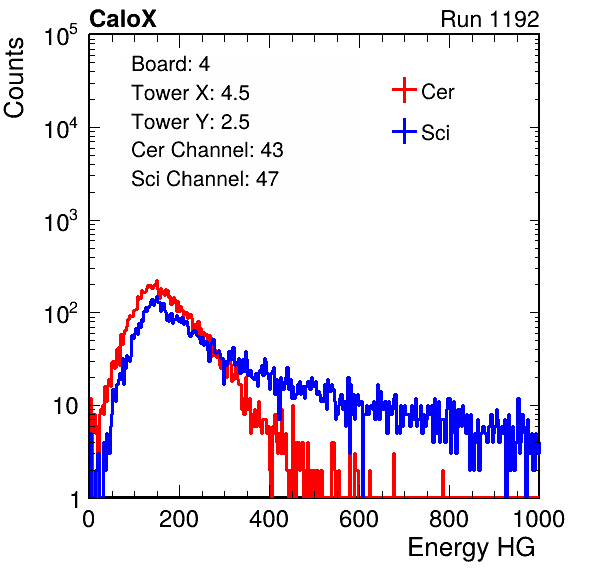 CaloX Run 1192
Counts
Board: 4
Tower X: 4.5
Tower Y: 2.5
Cer Channel: 43
Sci Channel: 47
Cer
Sci
10^5
10^4
10^3
10^2
10
1
0 200 400 600 800 1000
Energy HG